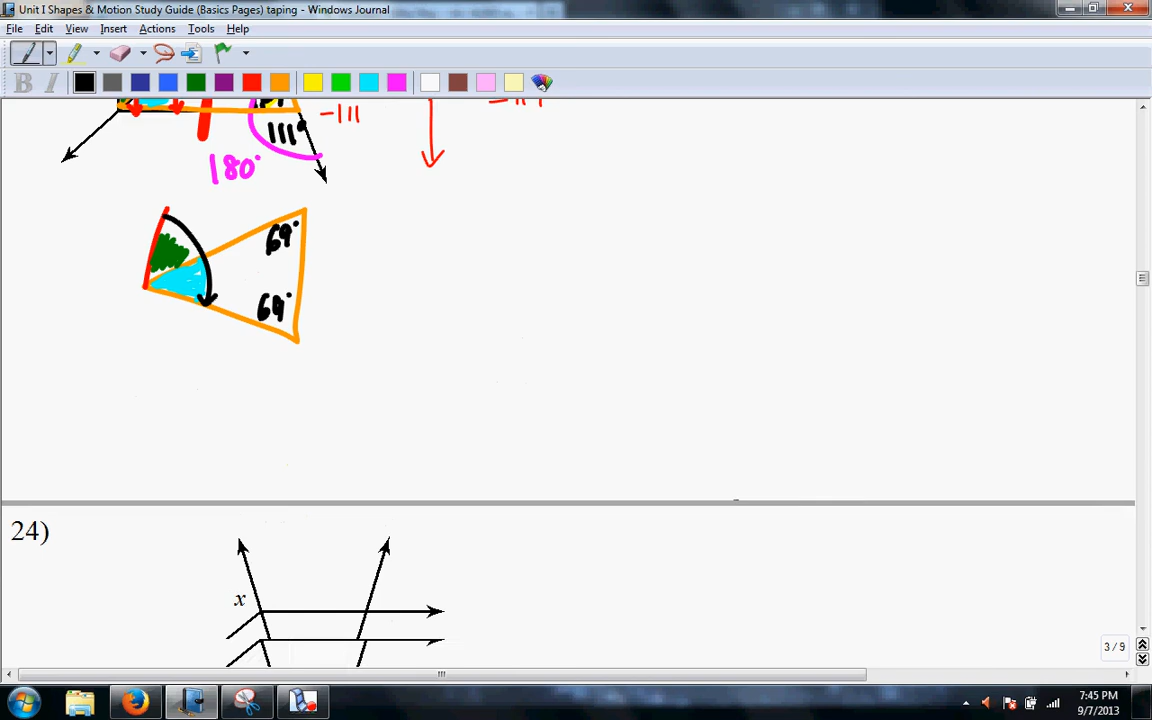 Unit I Shapes & Motion Study Guide (Basics Pages) taping - Windows Journal
File Edit View Insert Actions Tools Help
B I
-111
111°
180°
69°
69°
24)
x
3 / 9
7:45 PM
9/7/2013